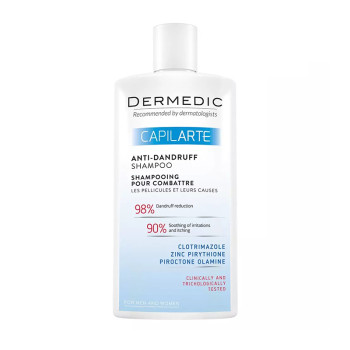 DERMEDIC
Recommended by dermatologists
CAPILARTE
ANTI-DANDRUFF
SHAMPOO
SHAMPOOING
POUR COMBATTRE
LES PELLICULES ET LEURS CAUSES
98% Dandruff reduction
90% Soothing of irritations
and itching
CLOTRIMAZOLE
ZINC PIRYTHIONE
PIROCTONE OLAMINE
CLINICALLY AND
TRICHOLOGICALLY
TESTED